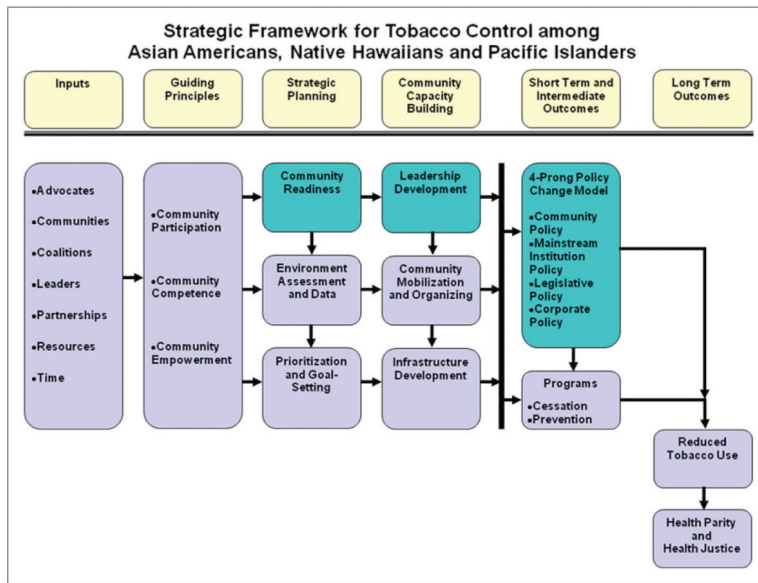 Strategic Framework for Tobacco Control among
Asian Americans, Native Hawaiians and Pacific Islanders
Inputs
Guiding
Principles
Strategic
Planning
Community
Capacity
Building
Short Term and
Intermediate
Outcomes
Long Term
Outcomes
•Advocates
•Communities
•Coalitions
•Leaders
•Partnerships
•Resources
•Time
•Community
Participation
•Community
Competence
•Community
Empowerment
Community
Readiness
Environment
Assessment
and Data
Prioritization
and Goal-
Setting
Leadership
Development
Community
Mobilization
and Organizing
Infrastructure
Development
4-Prong Policy
Change Model
•Community
Policy
•Mainstream
Institution
Policy
•Legislative
Policy
•Corporate
Policy
Programs
•Cessation
•Prevention
Reduced
Tobacco Use
Health Parity
and
Health Justice